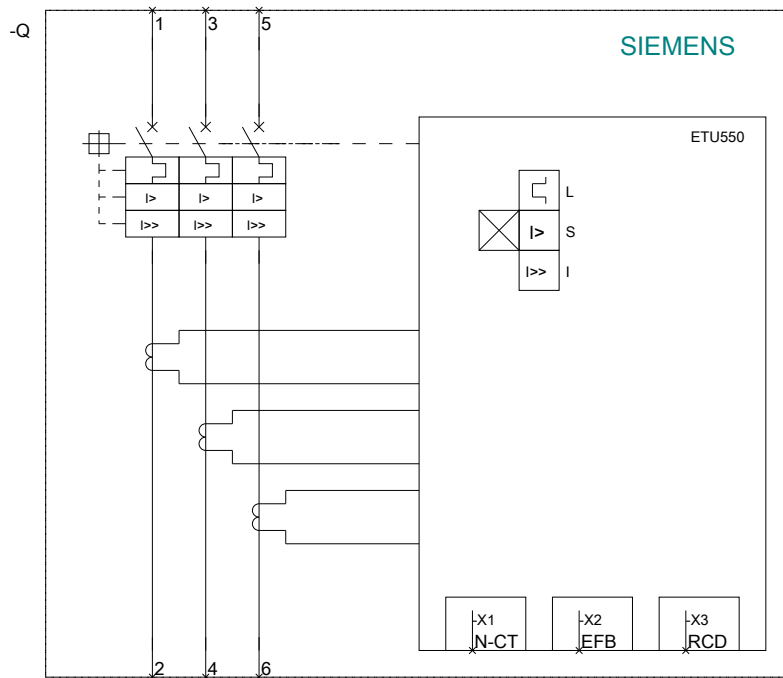 1 3 5
-Q
SIEMENS
ETU550
L
I> I> I> I> S
I>> I>> I>> I>> I
-X1 -X2 -X3
N-CT EFB RCD
2 4 6